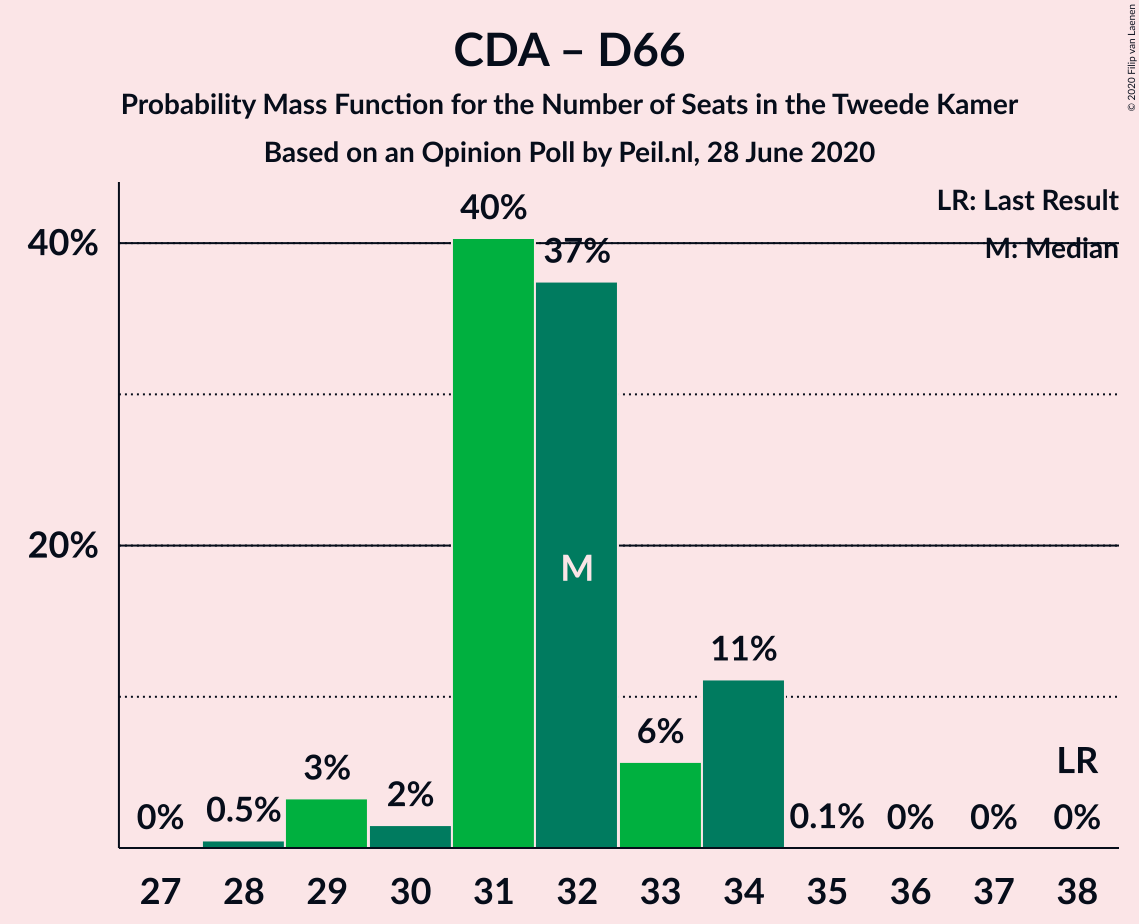 CDA – D66
Probability Mass Function for the Number of Seats in the Tweede Kamer
Based on an Opinion Poll by Peil.nl, 28 June 2020
© 2020 Filip van Laenen
LR: Last Result
M: Median
40%
20%
0%
0.5%
3%
2%
40%
37%
6%
11%
0.1%
0%
0%
0%
M
LR
27 28 29 30 31 32 33 34 35 36 37 38